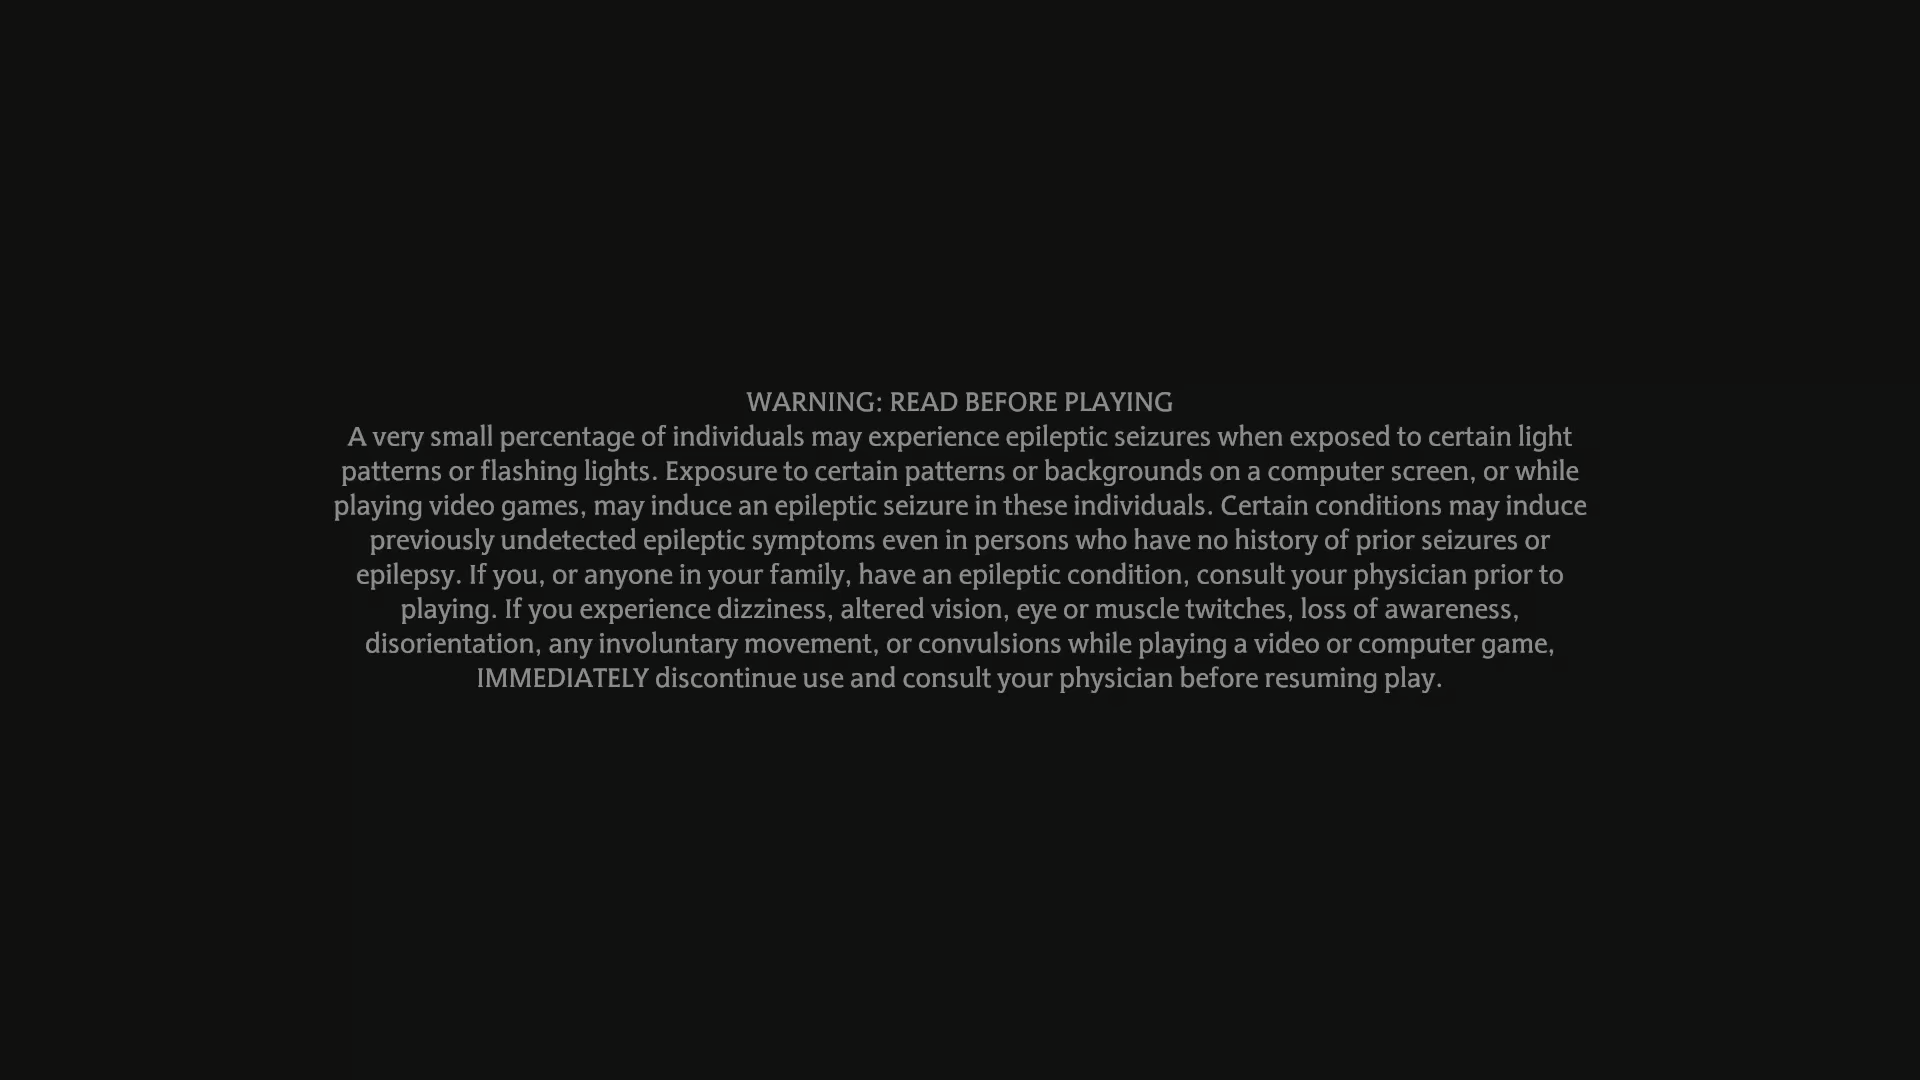 WARNING: READ BEFORE PLAYING
A very small percentage of individuals may experience epileptic seizures when exposed to certain light
patterns or flashing lights. Exposure to certain patterns or backgrounds on a computer screen, or while
playing video games, may induce an epileptic seizure in these individuals. Certain conditions may induce
previously undetected epileptic symptoms even in persons who have no history of prior seizures or
epilepsy. If you, or anyone in your family, have an epileptic condition, consult your physician prior to
playing. If you experience dizziness, altered vision, eye or muscle twitches, loss of awareness,
disorientation, any involuntary movement, or convulsions while playing a video or computer game,
IMMEDIATELY discontinue use and consult your physician before resuming play.